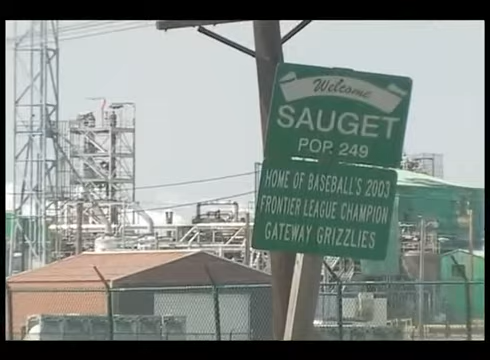 Welcome
SAUGET
POP. 249
HOME OF BASEBALL'S 2003
FRONTIER LEAGUE CHAMPION
GATEWAY GRIZZLIES